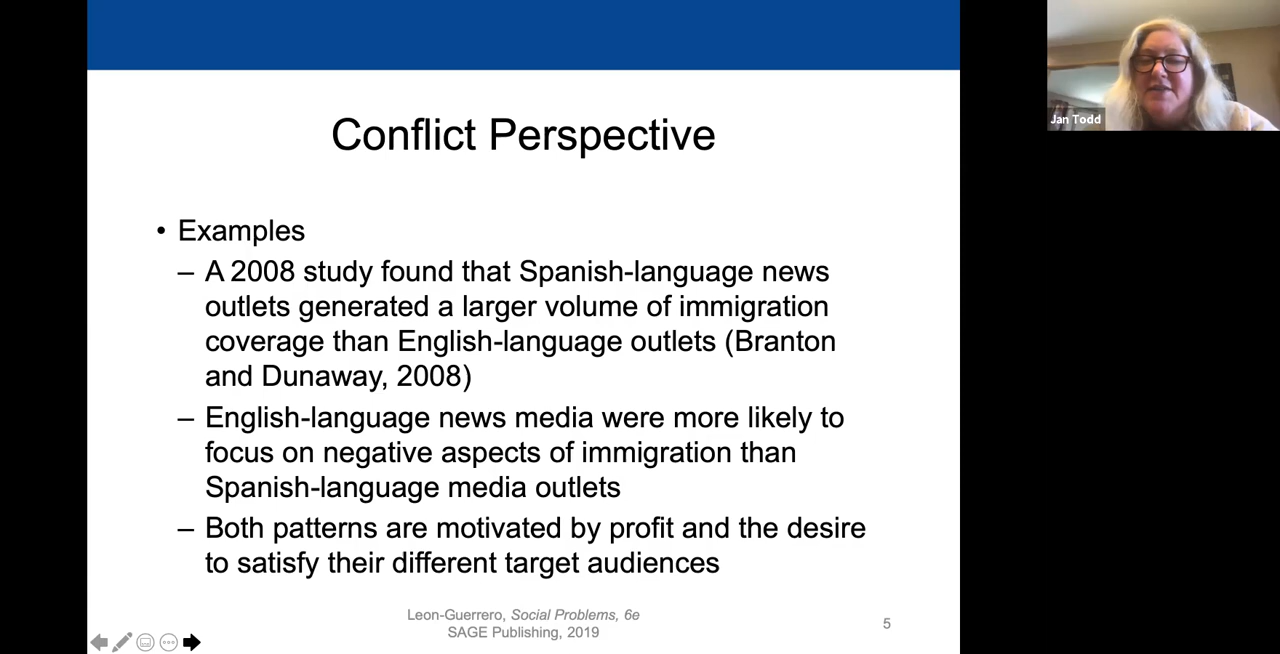 Conflict Perspective
• Examples
– A 2008 study found that Spanish-language news
outlets generated a larger volume of immigration
coverage than English-language outlets (Branton
and Dunaway, 2008)
– English-language news media were more likely to
focus on negative aspects of immigration than
Spanish-language media outlets
– Both patterns are motivated by profit and the desire
to satisfy their different target audiences
Leon-Guerrero, Social Problems, 6e
SAGE Publishing, 2019
5
Jan Todd